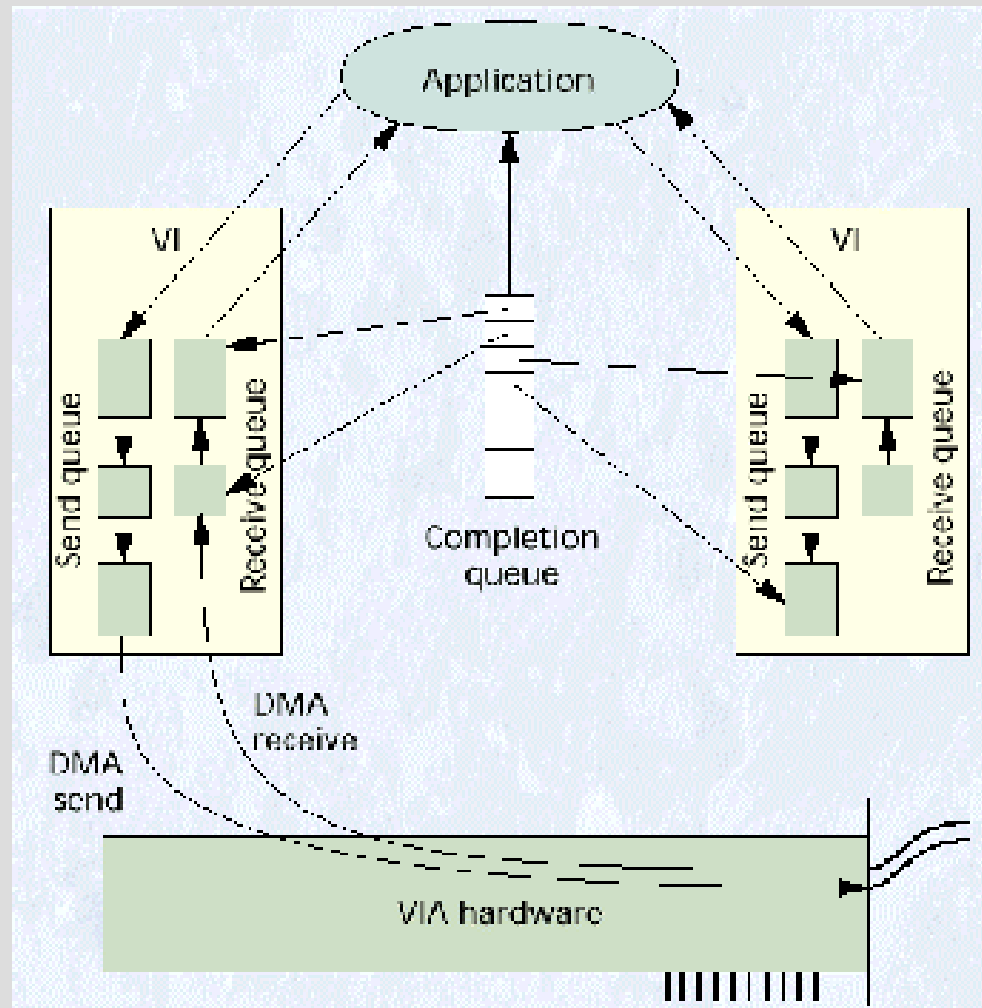 Application
VI
VI
Send queue
Receive queue
Completion
queue
Send queue
Receive queue
DMA
receive
DMA
send
VIA hardware